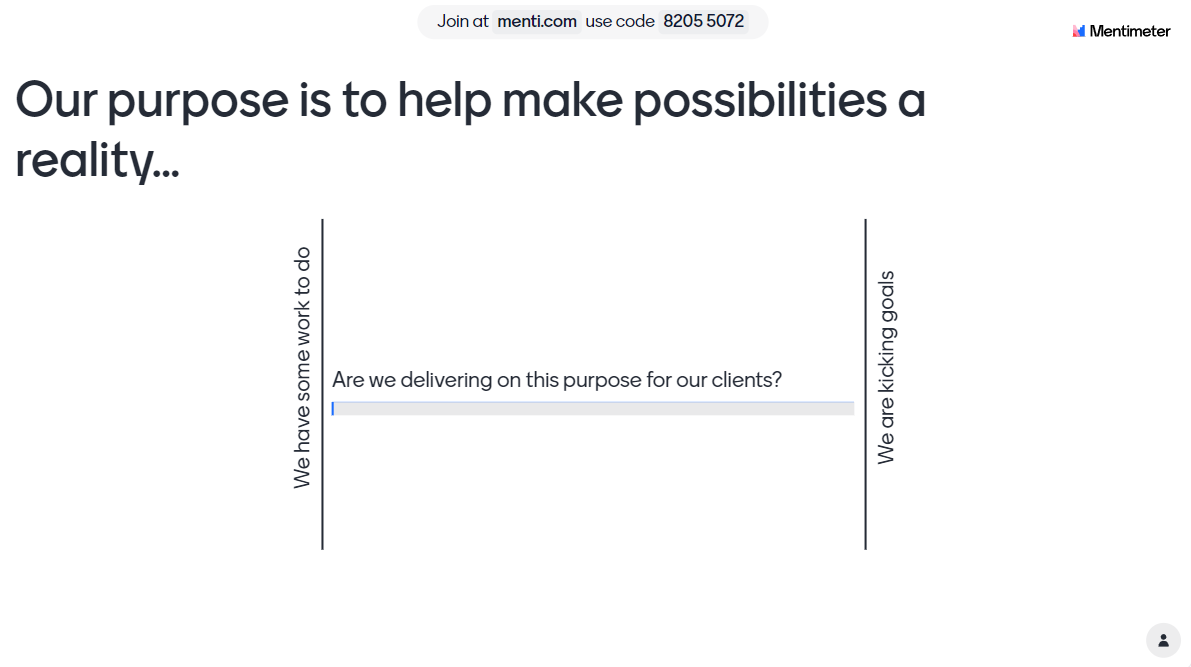 Join at menti.com use code 8205 5072
Mentimeter
Our purpose is to help make possibilities a
reality...
We have some work to do
Are we delivering on this purpose for our clients?
We are kicking goals